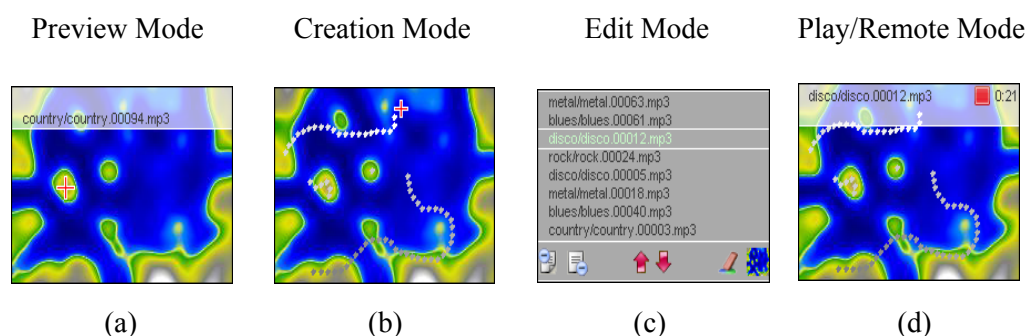 Preview Mode
Creation Mode
Edit Mode
Play/Remote Mode
country/country.00094.mp3
metal/metal.00063.mp3
blues/blues.00061.mp3
disco/disco.00012.mp3
rock/rock.00024.mp3
disco/disco.00005.mp3
metal/metal.00018.mp3
blues/blues.00040.mp3
country/country.00003.mp3
disco/disco.00012.mp3 0:21
(a)
(b)
(c)
(d)